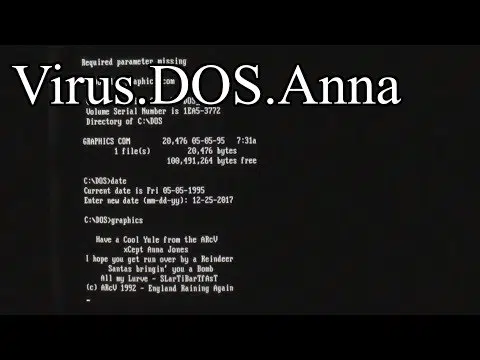 Required parameter missing
Virus.DOS.Anna
Volume Serial Number is 1EA5-3772
Directory of C:\DOS
GRAPHICS COM 20,476 05-05-95 7:31a
1 file(s) 20,476 bytes
100,491,264 bytes free
C:\DOS>date
Current date is Fri 05-05-1995
Enter new date (mm-dd-yy): 12-25-2017
C:\DOS>graphics
Have a Cool Yule from the ARcV
xCept Anna Jones
I hope you get run over by a Reindeer
Santas bringin' you a Bomb
All my Lurve - SLarTiBarTfAsT
(c) ARcV 1992 - England Raining Again